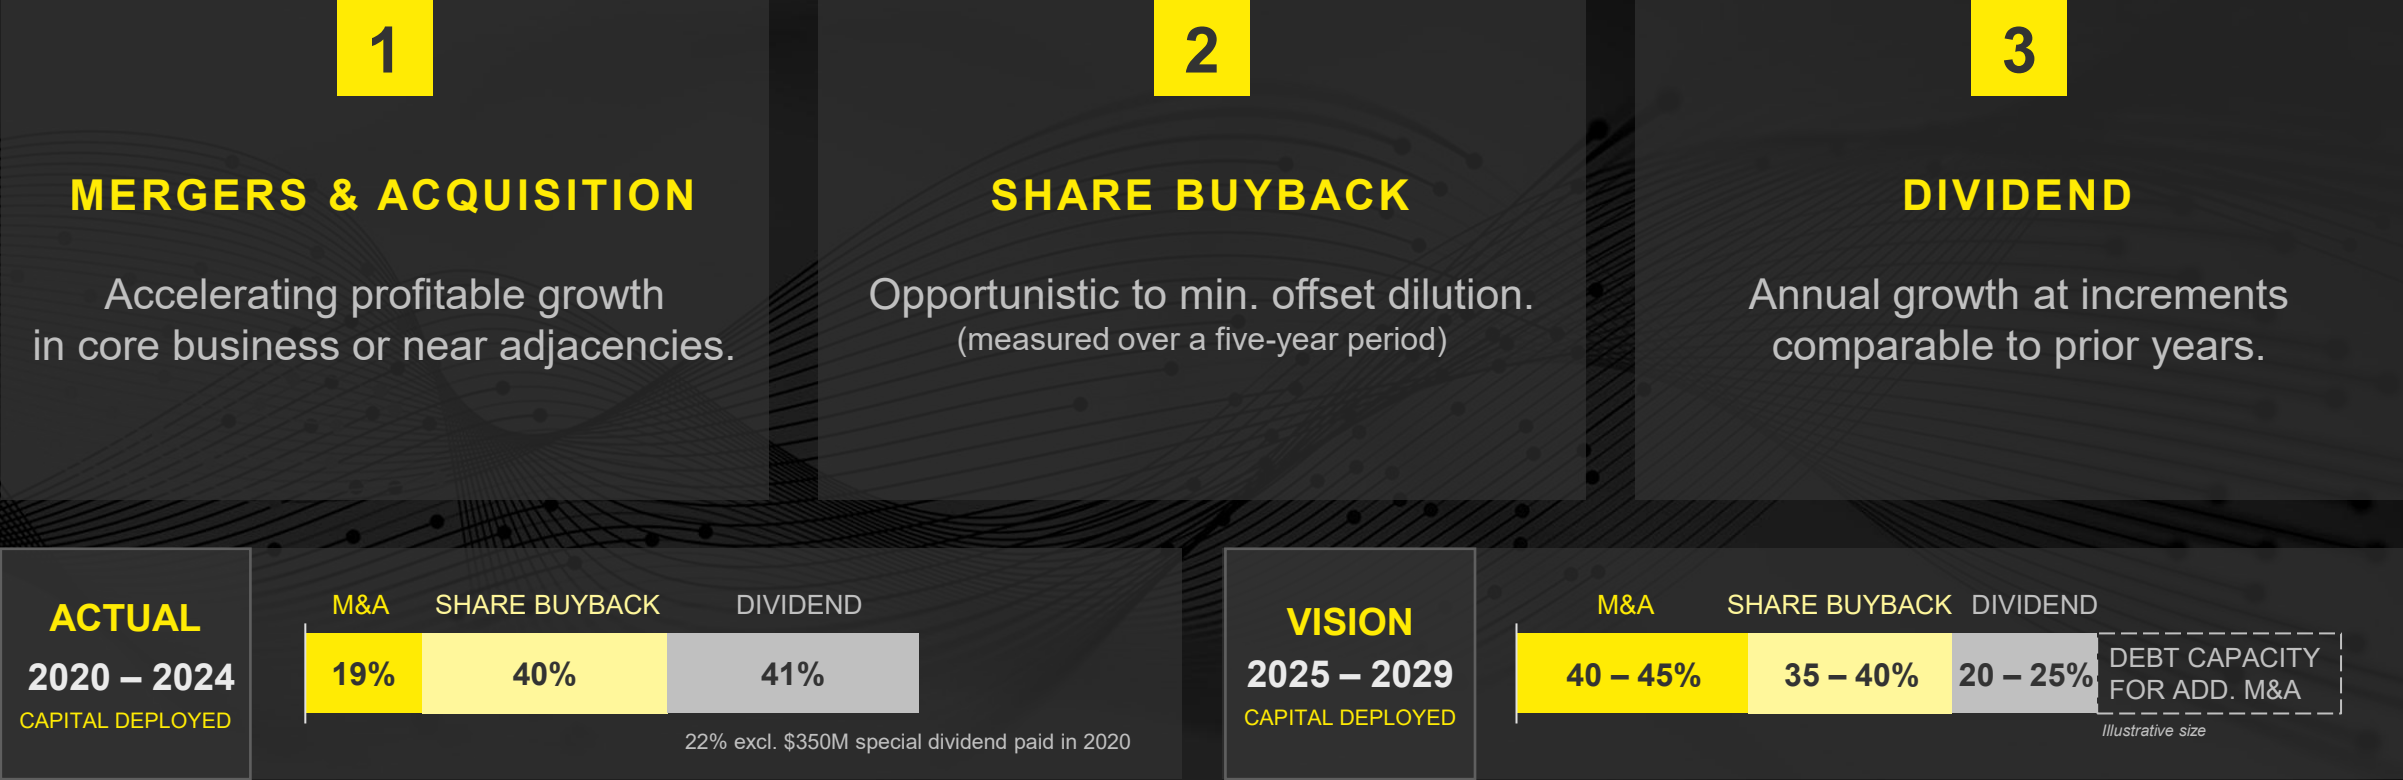 1
MERGERS & ACQUISITION
Accelerating profitable growth
in core business or near adjacencies.
2
SHARE BUYBACK
Opportunistic to min. offset dilution.
(measured over a five-year period)
3
DIVIDEND
Annual growth at increments
comparable to prior years.
ACTUAL
2020 – 2024
CAPITAL DEPLOYED
M&A SHARE BUYBACK DIVIDEND
19% 40% 41%
22% excl. $350M special dividend paid in 2020
VISION
2025 – 2029
CAPITAL DEPLOYED
M&A SHARE BUYBACK DIVIDEND
40 – 45% 35 – 40% 20 – 25%
DEBT CAPACITY
FOR ADD. M&A
Illustrative size